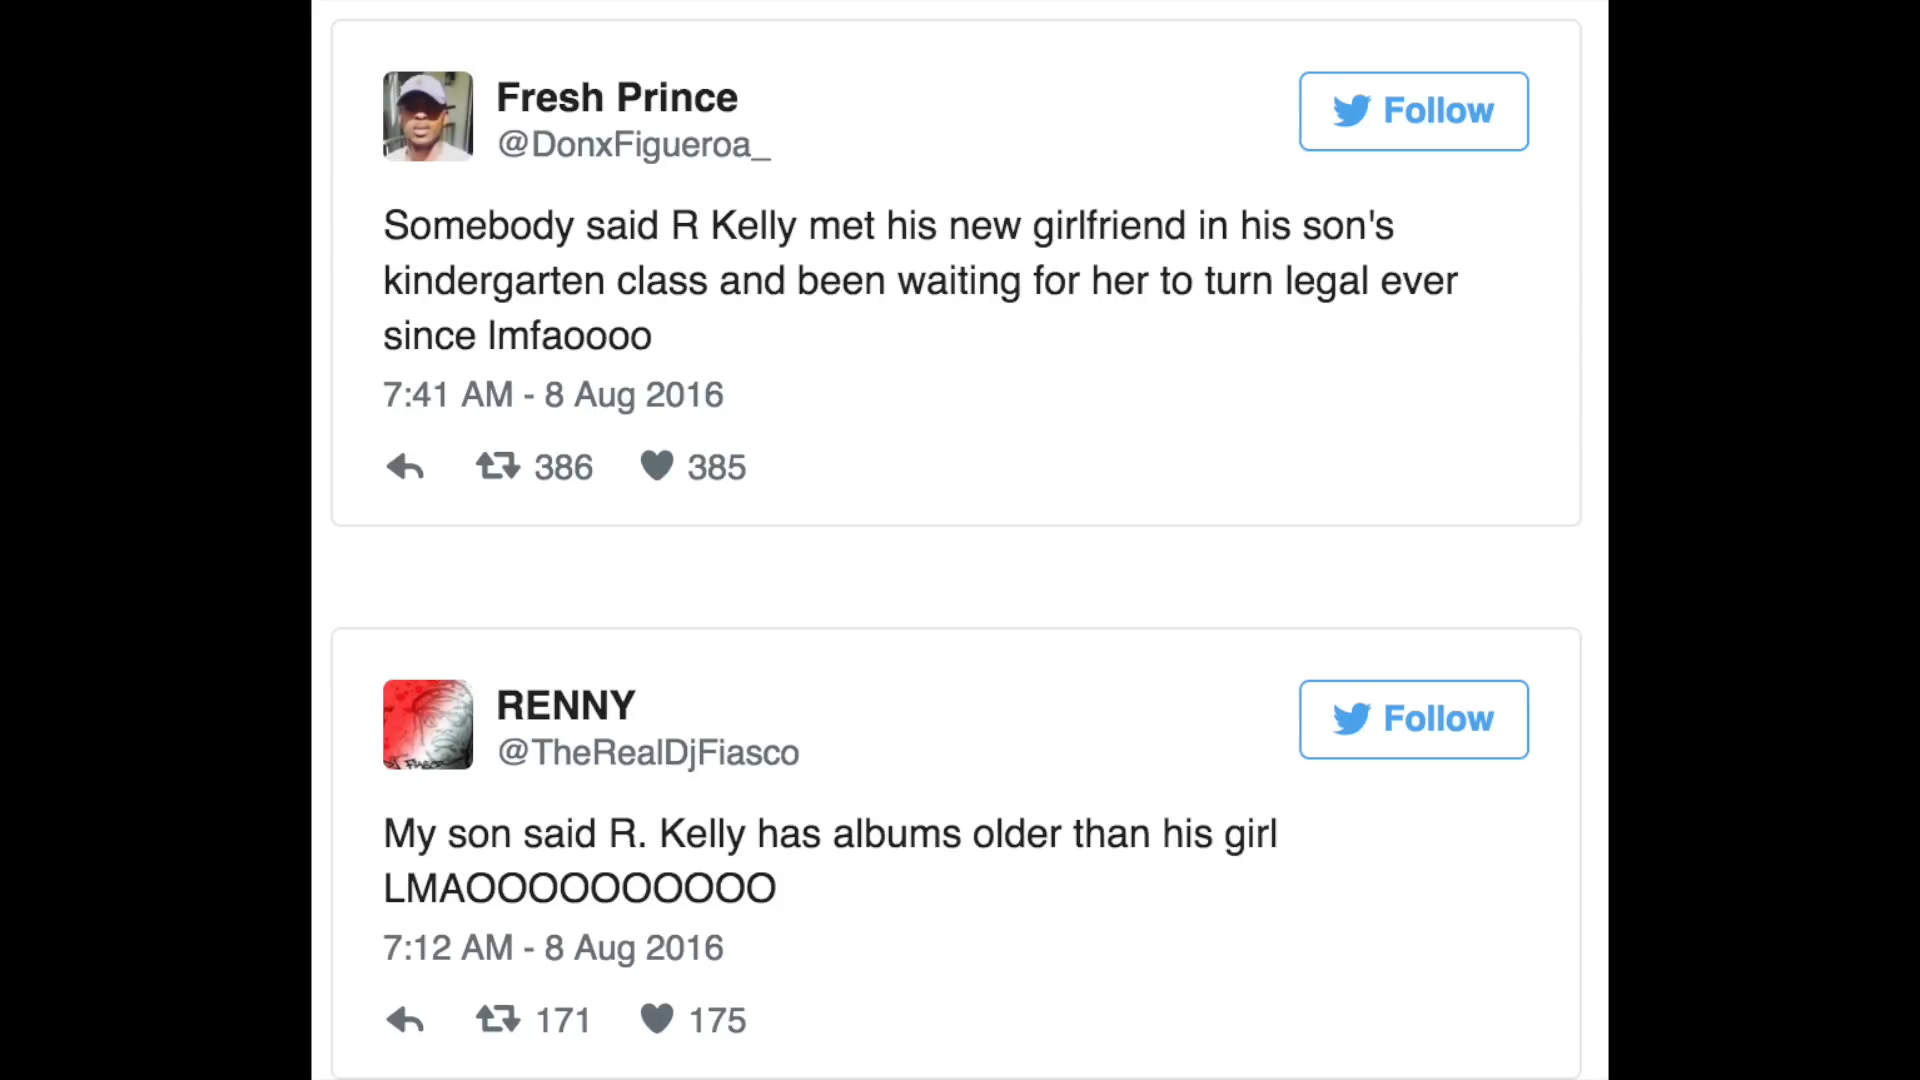 Fresh Prince
@DonxFigueroa_
Follow
Somebody said R Kelly met his new girlfriend in his son's
kindergarten class and been waiting for her to turn legal ever
since lmfaoooo
7:41 AM - 8 Aug 2016
386 385
RENNY
@TheRealDjFiasco
Follow
My son said R. Kelly has albums older than his girl
LMAOOOOOOOOOO
7:12 AM - 8 Aug 2016
171 175